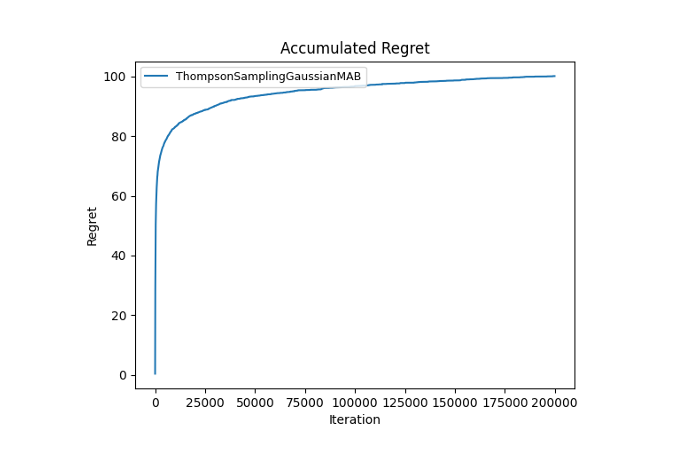 Accumulated Regret
ThompsonSamplingGaussianMAB
100
80
60
40
20
0
Regret
0 25000 50000 75000 100000 125000 150000 175000 200000
Iteration